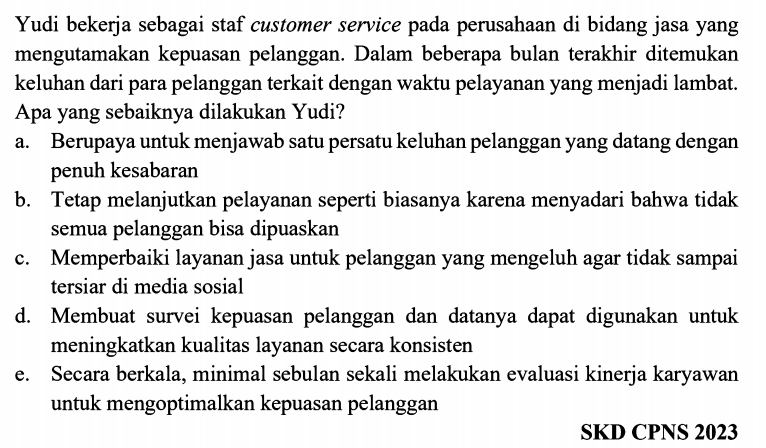 Yudi bekerja sebagai staf customer service pada perusahaan di bidang jasa yang
mengutamakan kepuasan pelanggan. Dalam beberapa bulan terakhir ditemukan
keluhan dari para pelanggan terkait dengan waktu pelayanan yang menjadi lambat.
Apa yang sebaiknya dilakukan Yudi?
a. Berupaya untuk menjawab satu persatu keluhan pelanggan yang datang dengan
penuh kesabaran
b. Tetap melanjutkan pelayanan seperti biasanya karena menyadari bahwa tidak
semua pelanggan bisa dipuaskan
c. Memperbaiki layanan jasa untuk pelanggan yang mengeluh agar tidak sampai
tersiar di media sosial
d. Membuat survei kepuasan pelanggan dan datanya dapat digunakan untuk
meningkatkan kualitas layanan secara konsisten
e. Secara berkala, minimal sebulan sekali melakukan evaluasi kinerja karyawan
untuk mengoptimalkan kepuasan pelanggan
SKD CPNS 2023